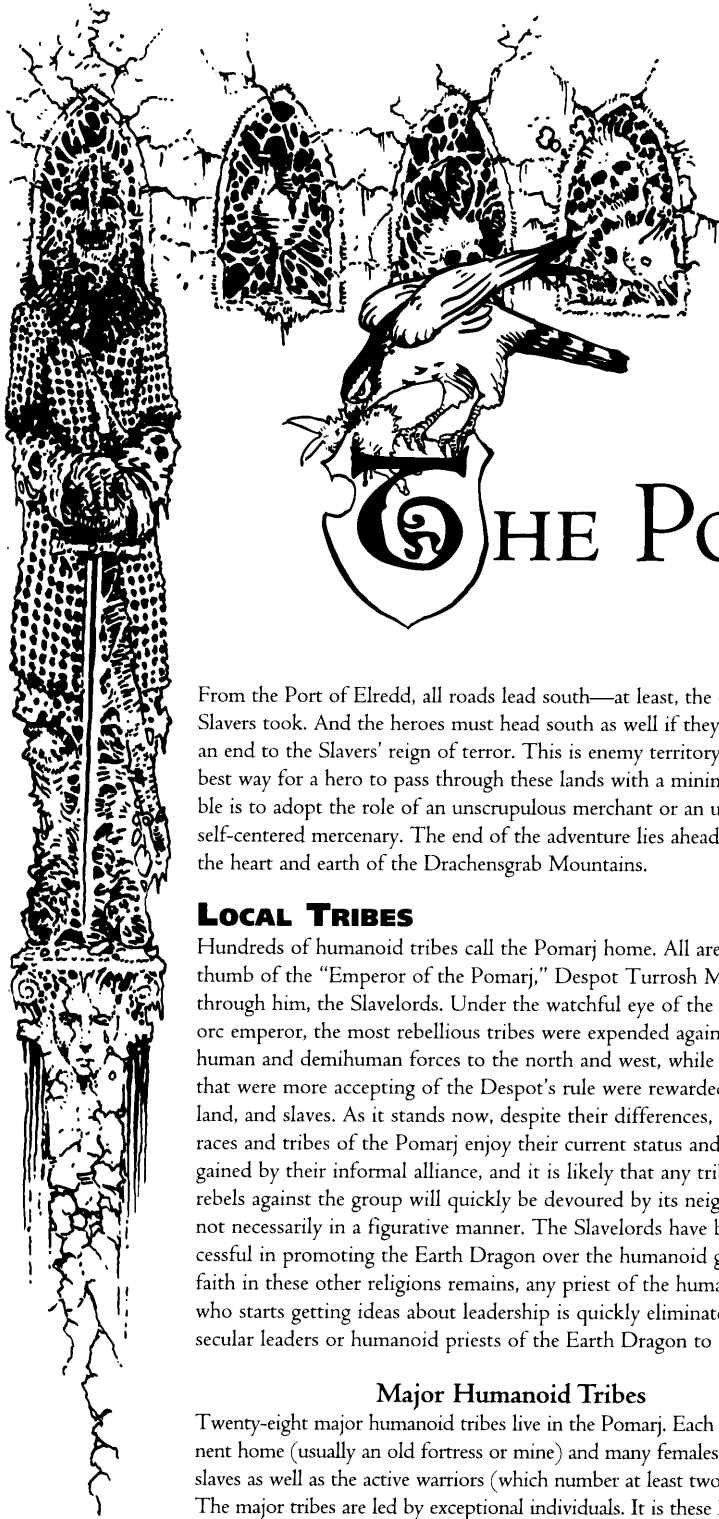 THE
From the Port of Elredd, all roads lead south—at least, the
Slavers took. And the heroes must head south as well if they
an end to the Slavers' reign of terror. This is enemy territory
best way for a hero to pass through these lands with a
ble is to adopt the role of an unscrupulous merchant or an
self-centered mercenary. The end of the adventure lies ahead
the heart and earth of the Drachensgrab Mountains.
LOCAL TRIBES
Hundreds of humanoid tribes call the Pomarj home. All are
thumb of the “Emperor of the Pomarj,” Despot Turrosh
through him, the Slavelords. Under the watchful eye of the
orc emperor, the most rebellious tribes were expended
human and demihuman forces to the north and west, while
that were more accepting of the Despot's rule were rewarded
land, and slaves. As it stands now, despite their differences,
races and tribes of the Pomarj enjoy their current status and
gained by their informal alliance, and it is likely that any
rebels against the group will quickly be devoured by its
not necessarily in a figurative manner. The Slavelords have
cessful in promoting the Earth Dragon over the humanoid
faith in these other religions remains, any priest of the
who starts getting ideas about leadership is quickly
secular leaders or humanoid priests of the Earth Dragon to
Major Humanoid Tribes
Twenty-eight major humanoid tribes live in the Pomarj. Each
nent home (usually an old fortress or mine) and many females
slaves as well as the active warriors (which number at least two
The major tribes are led by exceptional individuals. It is these